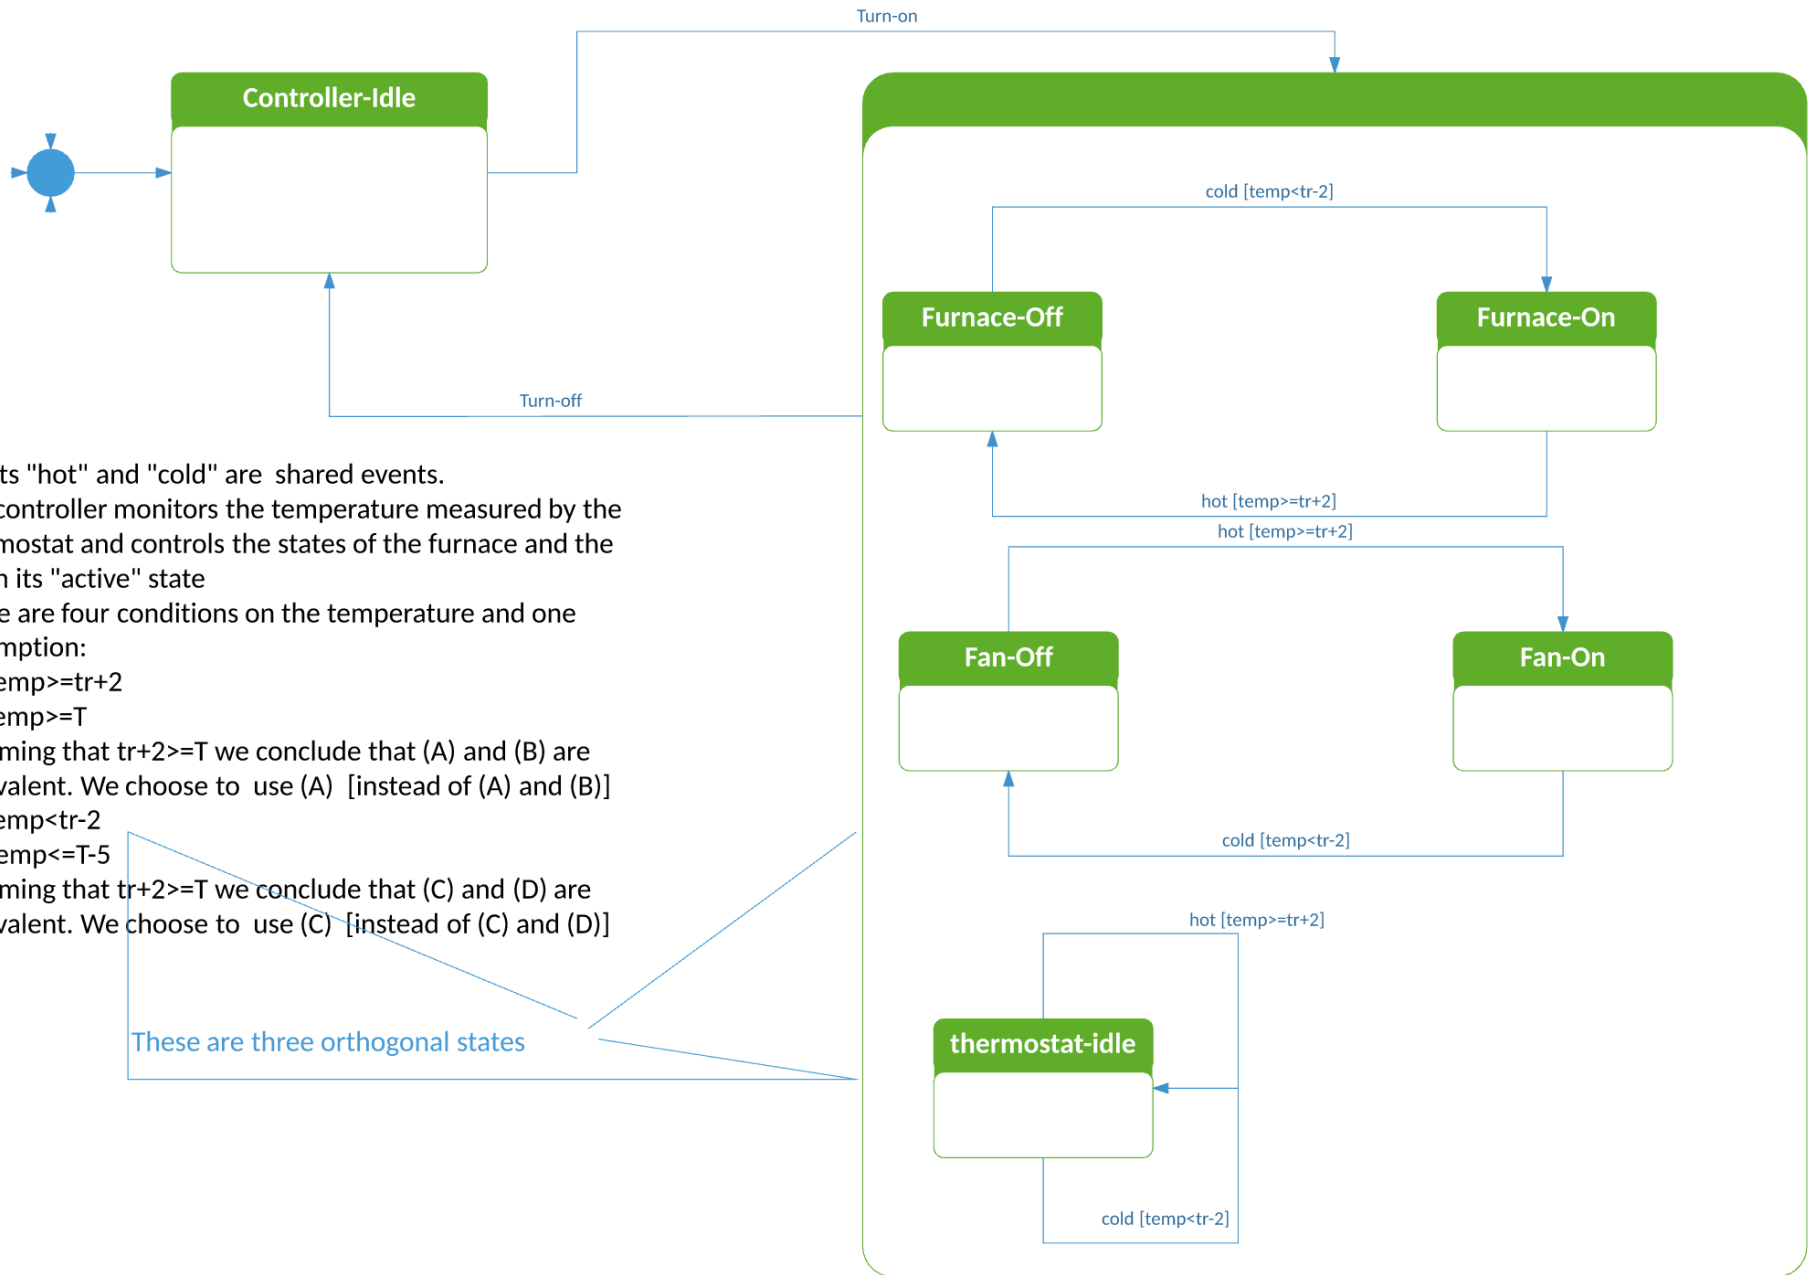 Turn-on
Controller-Idle
cold [temp<tr-2]
Furnace-Off
Furnace-On
Turn-off
hot [temp>=tr+2]
hot [temp>=tr+2]
ts "hot" and "cold" are  shared events.
controller monitors the temperature measured by the
mostat and controls the states of the furnace and the
n its "active" state
e are four conditions on the temperature and one
mption:
emp>=tr+2
emp>=T
ming that tr+2>=T we conclude that (A) and (B) are
valent. We choose to  use (A)  [instead of (A) and (B)]
emp<tr-2
emp<=T-5
ming that tr+2>=T we conclude that (C) and (D) are
valent. We choose to  use (C)  [instead of (C) and (D)]
Fan-Off
Fan-On
cold [temp<tr-2]
hot [temp>=tr+2]
These are three orthogonal states
thermostat-idle
cold [temp<tr-2]